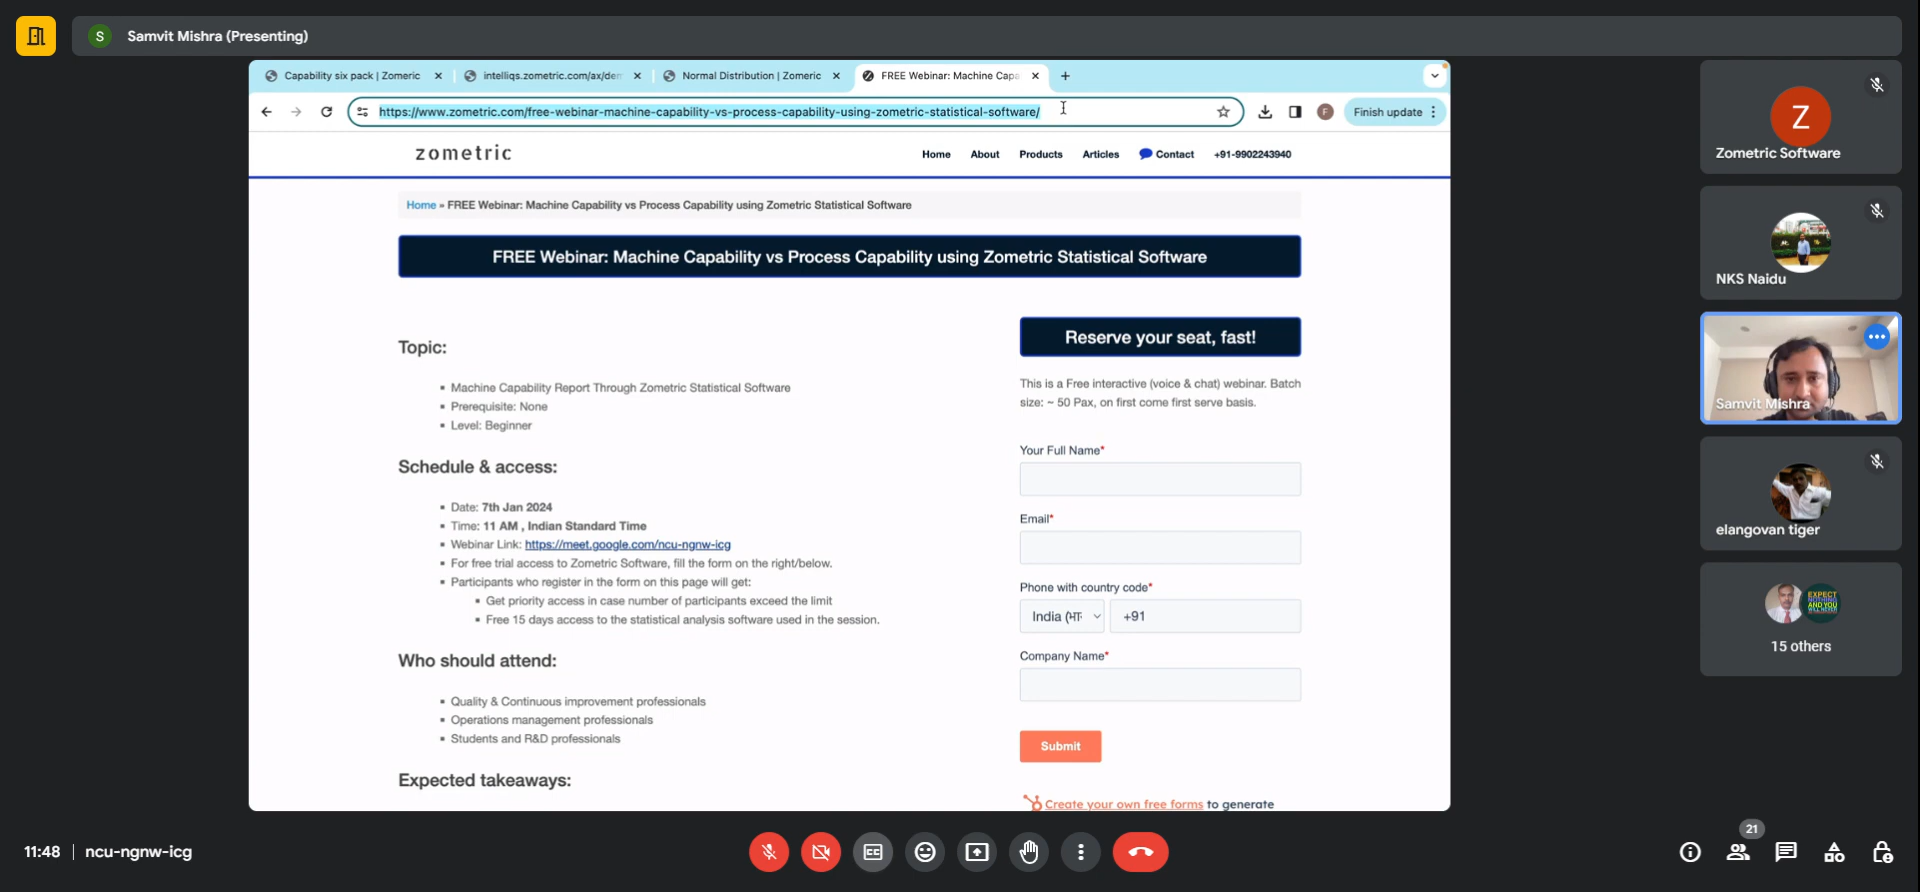 S Samvit Mishra (Presenting)
Capability six pack | Zomeric
intelliqs.zometric.com/ax/den
Normal Distribution | Zomeric
FREE Webinar: Machine Capa
https://www.zometric.com/free-webinar-machine-capability-vs-process-capability-using-zometric-statistical-software/
F
Finish update
zometric
Home About Products Articles Contact +91-9902243940
Home » FREE Webinar: Machine Capability vs Process Capability using Zometric Statistical Software
FREE Webinar: Machine Capability vs Process Capability using Zometric Statistical Software
Topic:
Machine Capability Report Through Zometric Statistical Software
Prerequisite: None
Level: Beginner
Schedule & access:
Date: 7th Jan 2024
Time: 11 AM , Indian Standard Time
Webinar Link: https://meet.google.com/ncu-ngnw-icg
For free trial access to Zometric Software, fill the form on the right/below.
Participants who register in the form on this page will get:
Get priority access in case number of participants exceed the limit
Free 15 days access to the statistical analysis software used in the session.
Who should attend:
Quality & Continuous improvement professionals
Operations management professionals
Students and R&D professionals
Expected takeaways:
Reserve your seat, fast!
This is a Free interactive (voice & chat) webinar. Batch
size: ~ 50 Pax, on first come first serve basis.
Your Full Name*
Email*
Phone with country code*
India (भा +91
Company Name*
Submit
Create your own free forms to generate
Z
Zometric Software
NKS Naidu
Samvit Mishra
elangovan tiger
EXPECT
NOTHING
AND YOU
WILL NEVER
15 others
11:48 | ncu-ngnw-icg
21